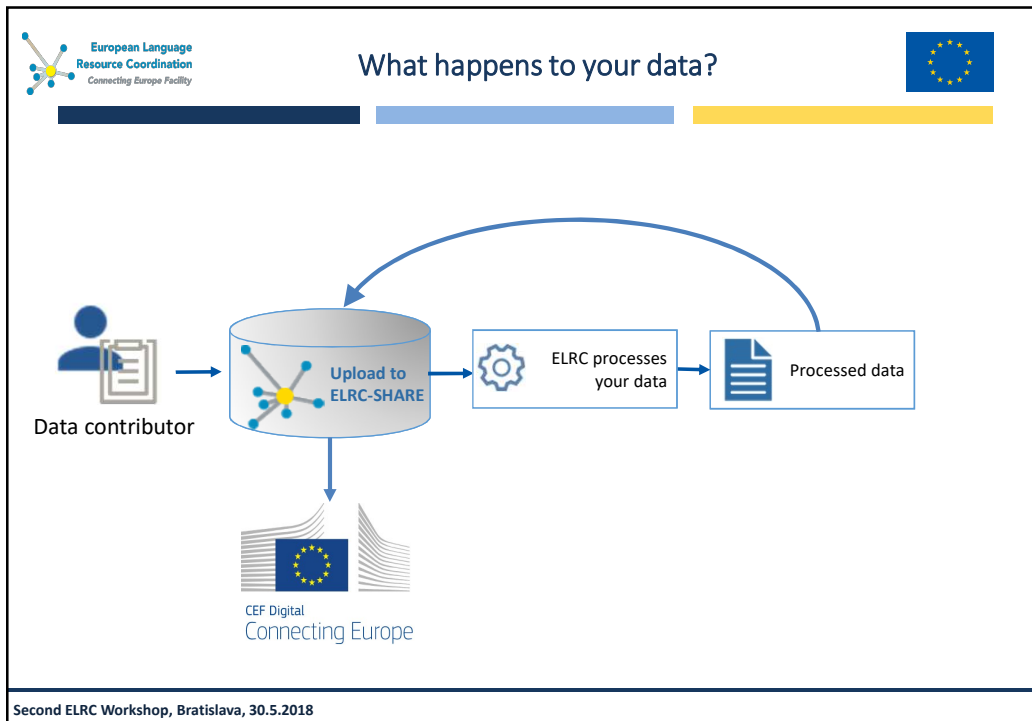 European Language
Resource Coordination
Connecting Europe Facility
What happens to your data?
Data contributor
Upload to
ELRC-SHARE
ELRC processes
your data
Processed data
CEF Digital
Connecting Europe
Second ELRC Workshop, Bratislava, 30.5.2018